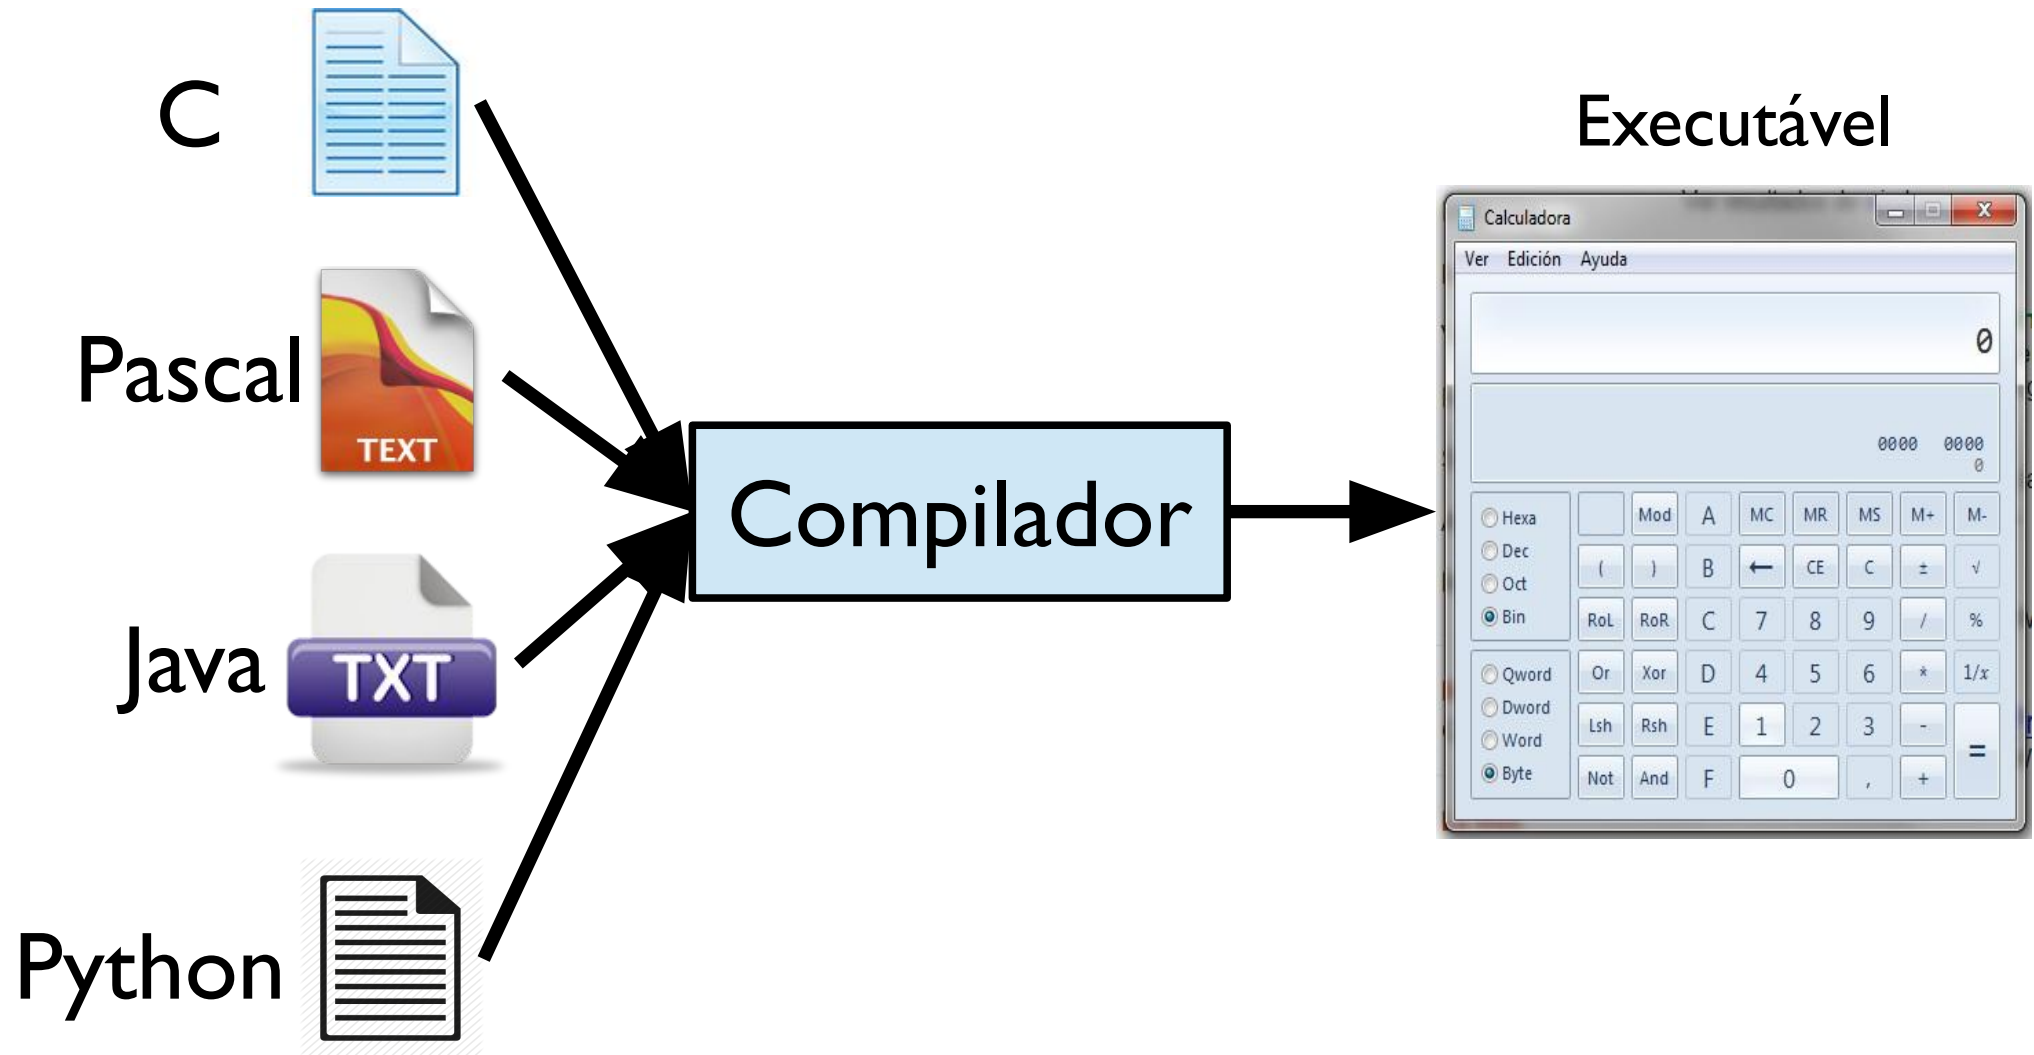 C
Pascal
TEXT
Java
TXT
Python
Compilador
Executável
Calculadora
Ver Edición Ayuda
0
0000 0000
0
Hexa
Dec
Oct
Bin
Qword
Dword
Word
Byte
Mod A MC MR MS M+ M-
( ) B ← CE C ± √
RoL RoR C 7 8 9 / %
Or Xor D 4 5 6 * 1/x
Lsh Rsh E 1 2 3 - =
Not And F 0 , +